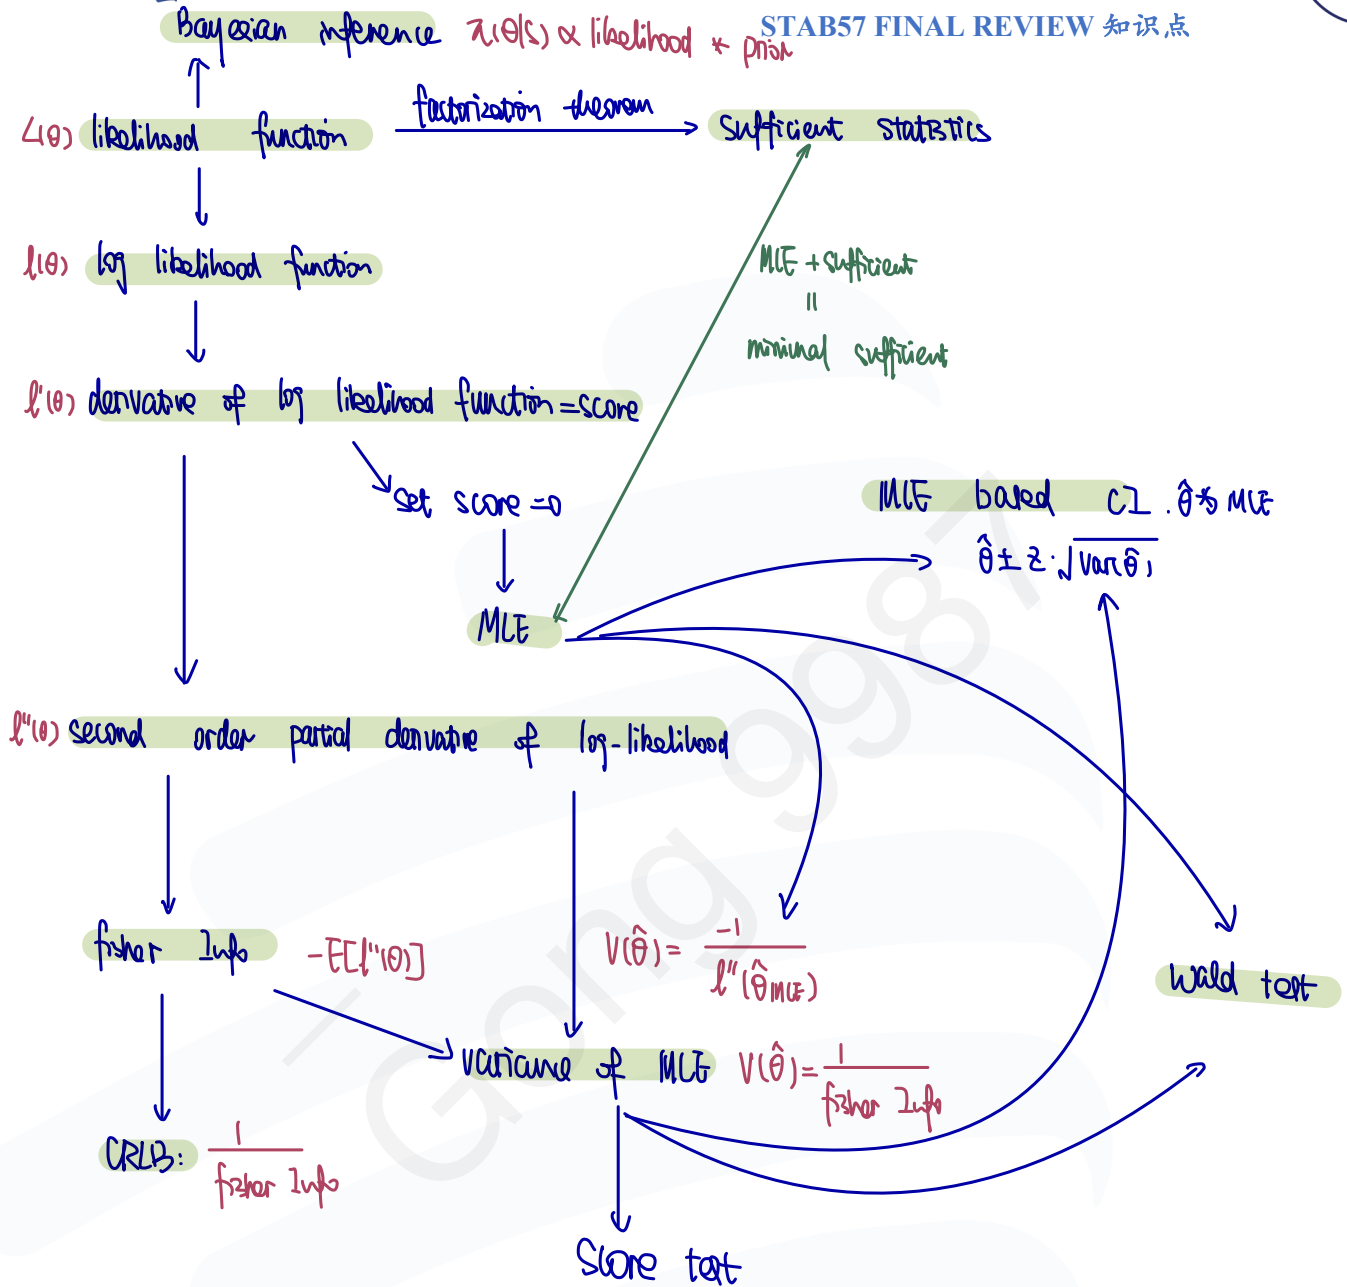 STAB57 FINAL REVIEW 知识点
Bayesian inference π(θ|s) ∝ likelihood * prior
L(θ) likelihood function
factorization theorem
sufficient statistics
l(θ) log likelihood function
MLE + sufficient
=
minimal sufficient
l'(θ) derivative of log likelihood function = score
set score = 0
MLE based CI . θ̂为 MLE
θ̂ ± z · √var(θ̂)
MLE
l''(θ) second order partial derivative of log-likelihood
fisher Info -E[l''(θ)]
V(θ̂) = -1 / l''(θ̂MLE)
Wald test
variance of MLE V(θ̂) = 1 / fisher Info
CRLB: 1 / fisher Info
Score test
Gong 9987